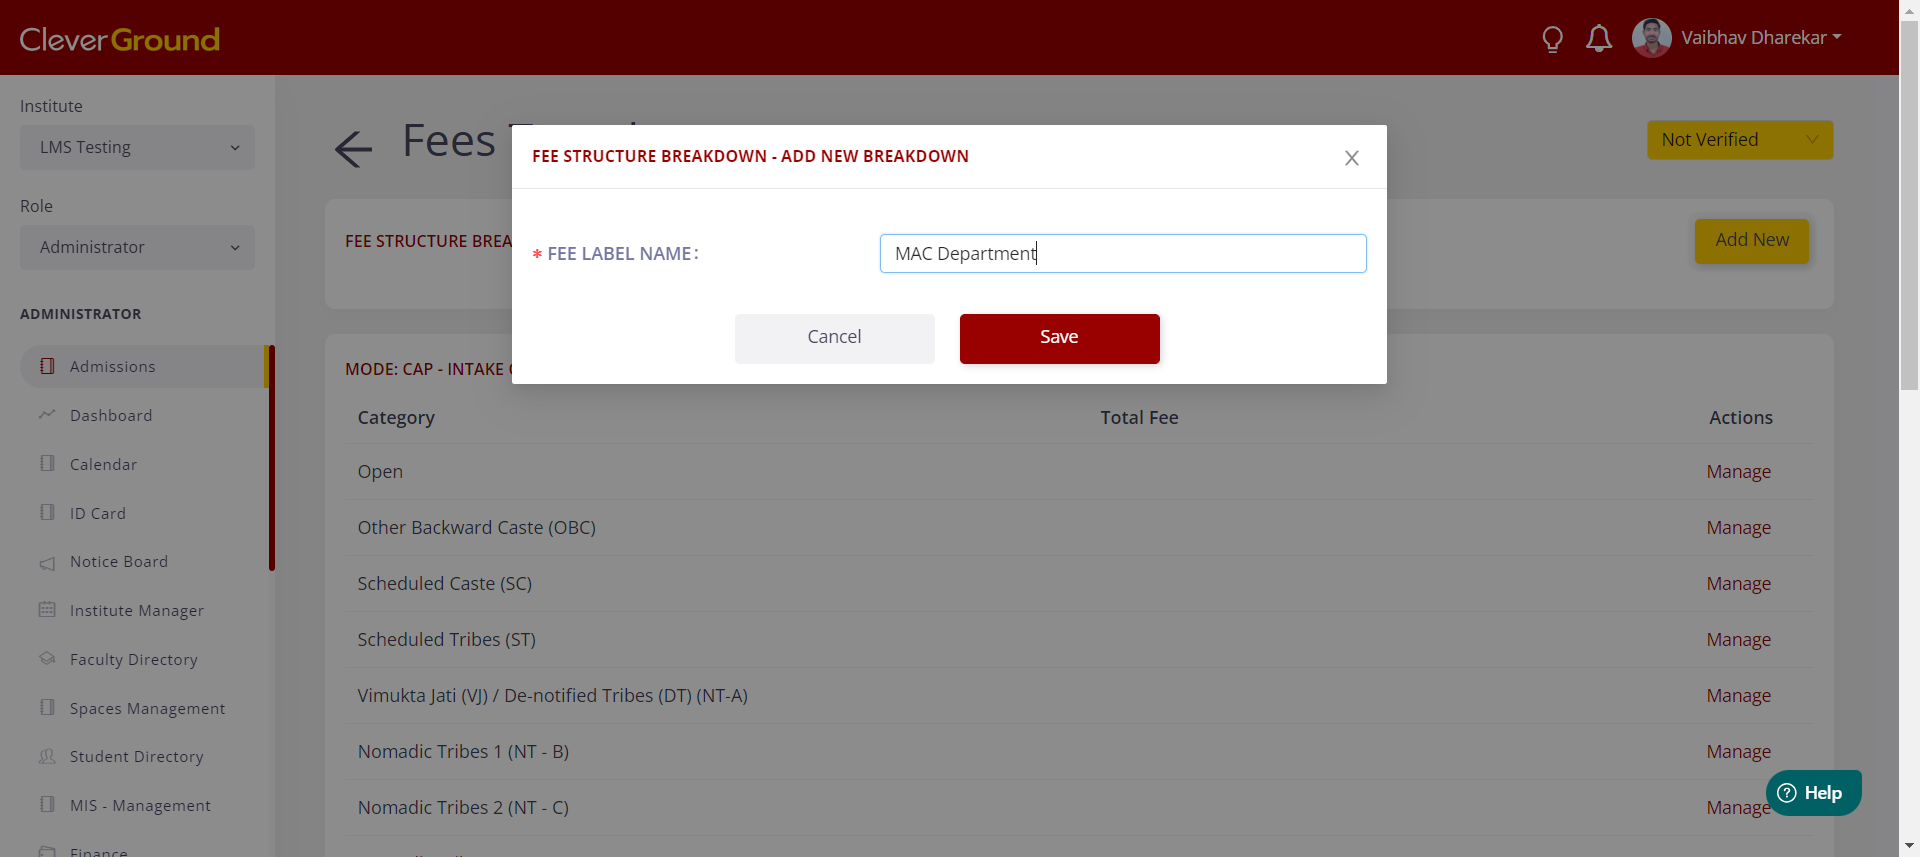 CleverGround
Vaibhav Dharekar
Institute
LMS Testing
Role
Administrator
ADMINISTRATOR
Admissions
Dashboard
Calendar
ID Card
Notice Board
Institute Manager
Faculty Directory
Spaces Management
Student Directory
MIS - Management
Finance
Fees
Not Verified
FEE STRUCTURE BREA
Add New
FEE STRUCTURE BREAKDOWN - ADD NEW BREAKDOWN
* FEE LABEL NAME:
MAC Department
Cancel
Save
MODE: CAP - INTAKE
Category Total Fee Actions
Open Manage
Other Backward Caste (OBC) Manage
Scheduled Caste (SC) Manage
Scheduled Tribes (ST) Manage
Vimukta Jati (VJ) / De-notified Tribes (DT) (NT-A) Manage
Nomadic Tribes 1 (NT - B) Manage
Nomadic Tribes 2 (NT - C) Manage
Help